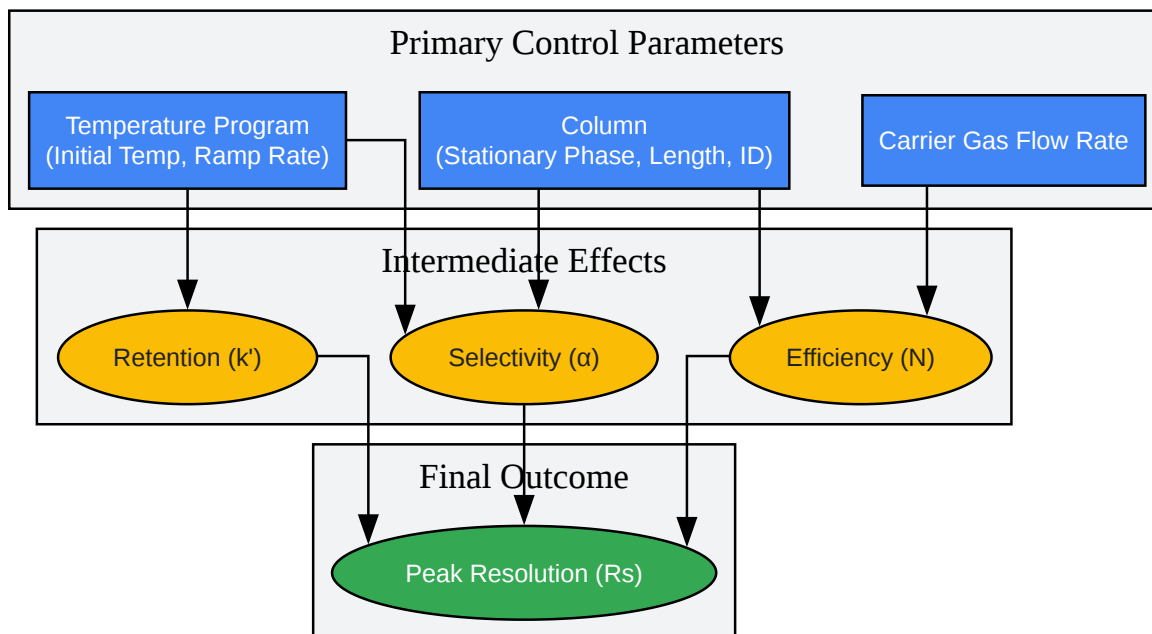 Primary Control Parameters
Temperature Program
(Initial Temp, Ramp Rate)
Column
(Stationary Phase, Length, ID)
Carrier Gas Flow Rate
Intermediate Effects
Retention (k')
Selectivity (α)
Efficiency (N)
Final Outcome
Peak Resolution (Rs)